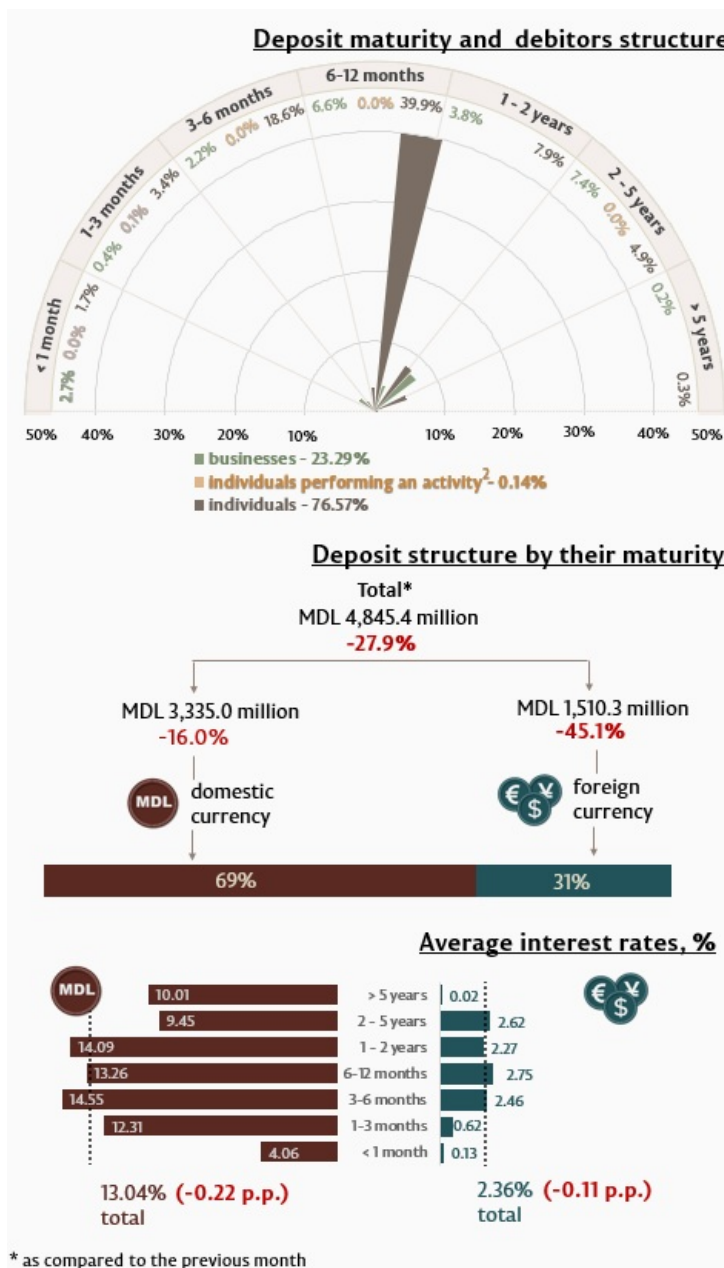 Deposit maturity and debitors structure
< 1 month
1-3 months
3-6 months
6-12 months
1 - 2 years
2 - 5 years
> 5 years
2.7% 0.0% 1.7%
0.4% 0.1% 3.4%
2.2% 0.0% 18.6%
6.6% 0.0% 39.9%
3.8% 7.9%
7.4% 0.0% 4.9%
0.2% 0.3%
50% 40% 30% 20% 10% 10% 20% 30% 40% 50%
businesses - 23.29%
individuals performing an activity2- 0.14%
individuals - 76.57%
Deposit structure by their maturity
Total*
MDL 4,845.4 million
-27.9%
MDL 3,335.0 million
-16.0%
MDL 1,510.3 million
-45.1%
MDL
domestic
currency
€ ¥ $
foreign
currency
69% 31%
Average interest rates, %
MDL
€ ¥ $
10.01 > 5 years 0.02
9.45 2 - 5 years 2.62
14.09 1 - 2 years 2.27
13.26 6-12 months 2.75
14.55 3-6 months 2.46
12.31 1-3 months 0.62
4.06 < 1 month 0.13
13.04% (-0.22 p.p.)
total
2.36% (-0.11 p.p.)
total
* as compared to the previous month